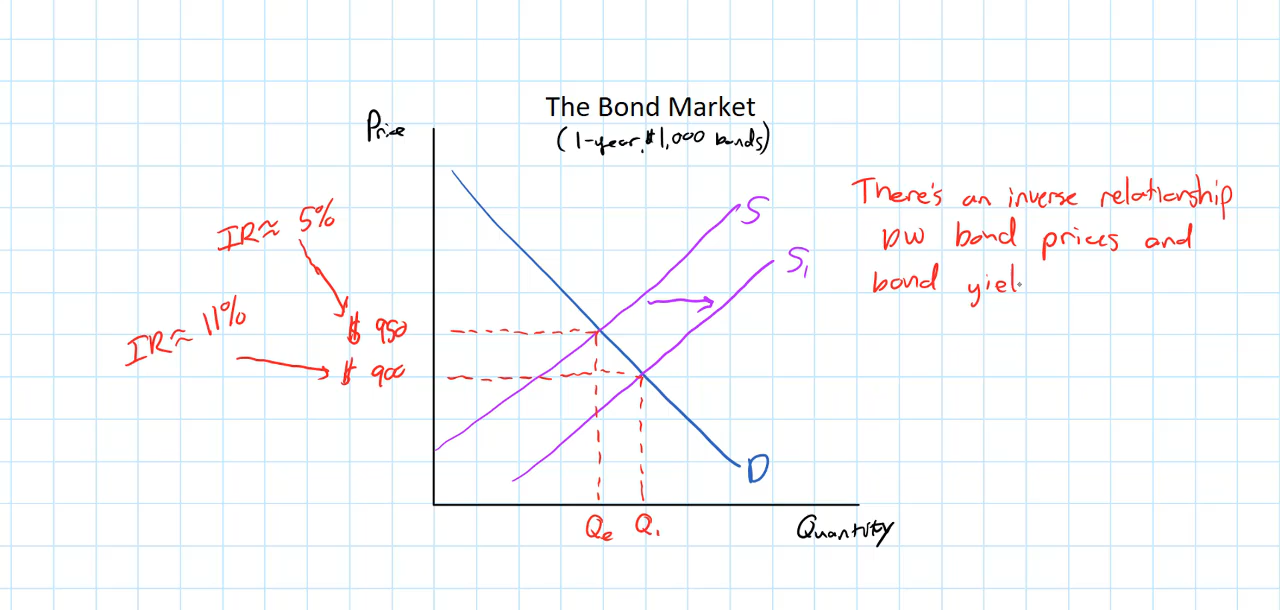 The Bond Market
(1-year, $1,000 bonds)
Price
There's an inverse relationship
bw bond prices and
bond yiel
IR≈ 5%
IR≈ 11%
$ 950
$ 900
S
S₁
D
Qe Q₁
Quantity